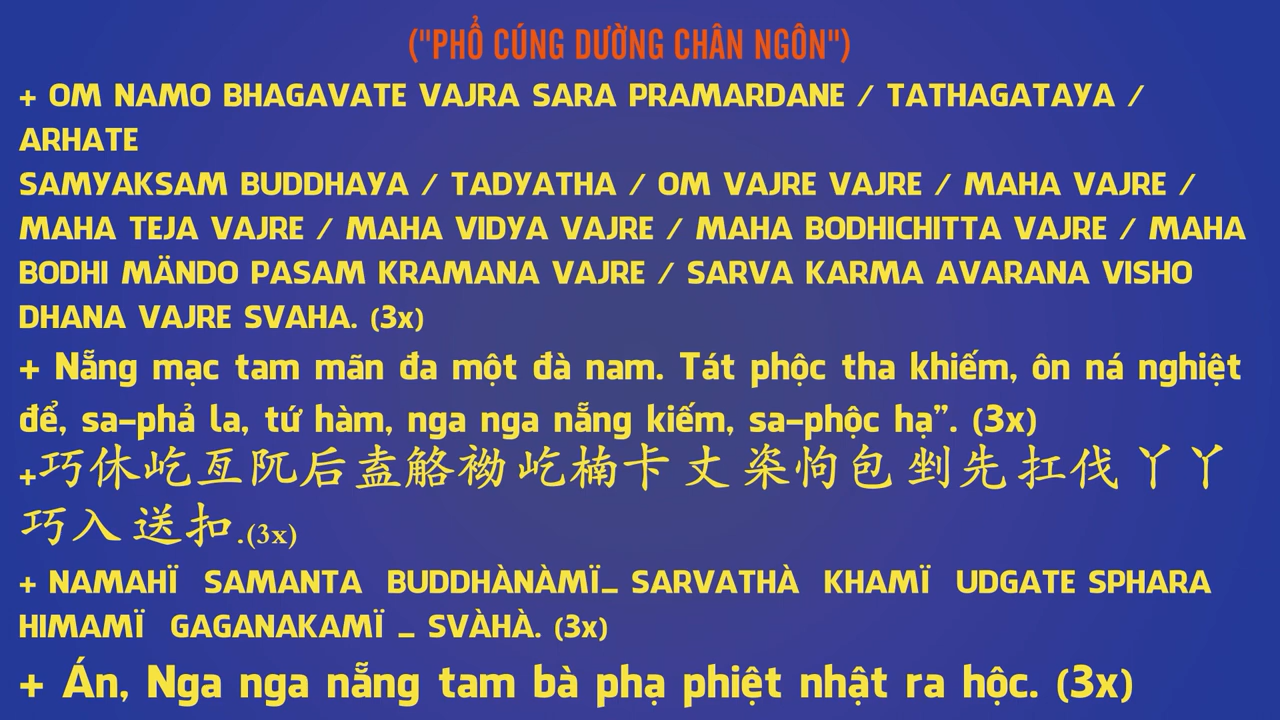 ("PHỔ CÚNG DƯỜNG CHÂN NGÔN")
+ OM NAMO BHAGAVATE VAJRA SARA PRAMARDANE / TATHAGATAYA /
ARHATE
SAMYAKSAM BUDDHAYA / TADYATHA / OM VAJRE VAJRE / MAHA VAJRE /
MAHA TEJA VAJRE / MAHA VIDYA VAJRE / MAHA BODHICHITTA VAJRE / MAHA
BODHI MÄNDO PASAM KRAMANA VAJRE / SARVA KARMA AVARANA VISHO
DHANA VAJRE SVAHA. (3x)
+ Nẵng mạc tam mãn đa một đà nam. Tát phộc tha khiếm, ôn ná nghiệt
để, sa-phả la, tứ hàm, nga nga nẵng kiếm, sa-phộc hạ”. (3x)
+巧休屹亙阢后盍觡袎屹楠卡丈 栥怐包 剉先扛伐丫丫
巧入送扣.(3x)
+ NAMAHÏ SAMANTA BUDDHÀNÀMÏ_ SARVATHÀ KHAMÏ UDGATE SPHARA
HIMAMÏ GAGANAKAMÏ _ SVÀHÀ. (3x)
+ Án, Nga nga nẵng tam bà phạ phiệt nhật ra hộc. (3x)